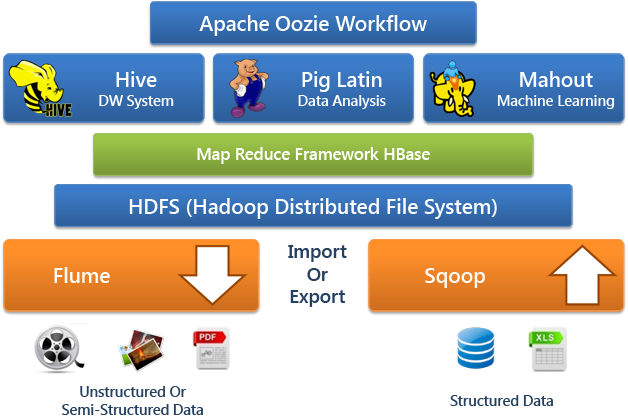 Apache Oozie Workflow
Hive
DW System
HIVE
Pig Latin
Data Analysis
Mahout
Machine Learning
Map Reduce Framework HBase
HDFS (Hadoop Distributed File System)
Flume
Import
Or
Export
Sqoop
PDF
XLS
Unstructured Or
Semi-Structured Data
Structured Data